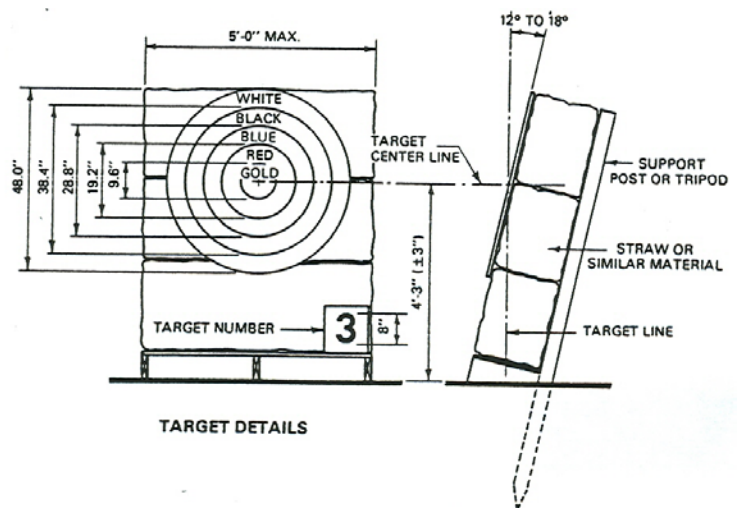 12° TO 18°
5'-0" MAX.
WHITE
BLACK
BLUE
RED
GOLD
48.0"
38.4"
28.8"
19.2"
9.6"
TARGET
CENTER LINE
SUPPORT
POST OR TRIPOD
4'-3" (±3")
STRAW OR
SIMILAR MATERIAL
TARGET NUMBER
3
8"
TARGET LINE
TARGET DETAILS